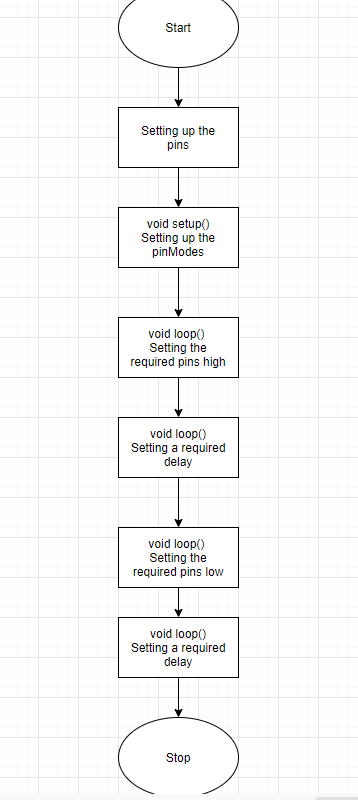 Start
Setting up the
pins
void setup()
Setting up the
pinModes
void loop()
Setting the
required pins high
void loop()
Setting a required
delay
void loop()
Setting the
required pins low
void loop()
Setting a required
delay
Stop